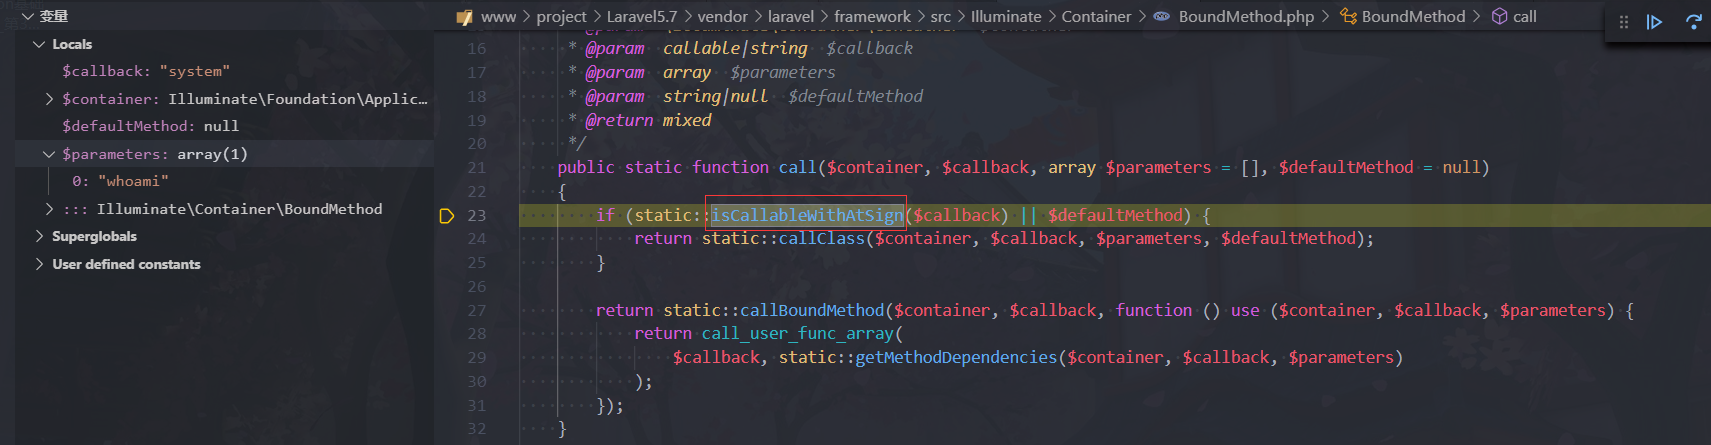 变量
Locals
$callback: "system"
$container: Illuminate\Foundation\Applic...
$defaultMethod: null
$parameters: array(1)
0: "whoami"
::: Illuminate\Container\BoundMethod
Superglobals
User defined constants
www > project > Laravel5.7 > vendor > laravel > framework > src > Illuminate > Container > BoundMethod.php > BoundMethod > call
16 * @param callable|string $callback
17 * @param array $parameters
18 * @param string|null $defaultMethod
19 * @return mixed
20 */
21 public static function call($container, $callback, array $parameters = [], $defaultMethod = null)
22 {
23 if (static::isCallableWithAtSign($callback) || $defaultMethod) {
24 return static::callClass($container, $callback, $parameters, $defaultMethod);
25 }
26
27 return static::callBoundMethod($container, $callback, function () use ($container, $callback, $parameters) {
28 return call_user_func_array(
29 $callback, static::getMethodDependencies($container, $callback, $parameters)
30 );
31 });
32 }